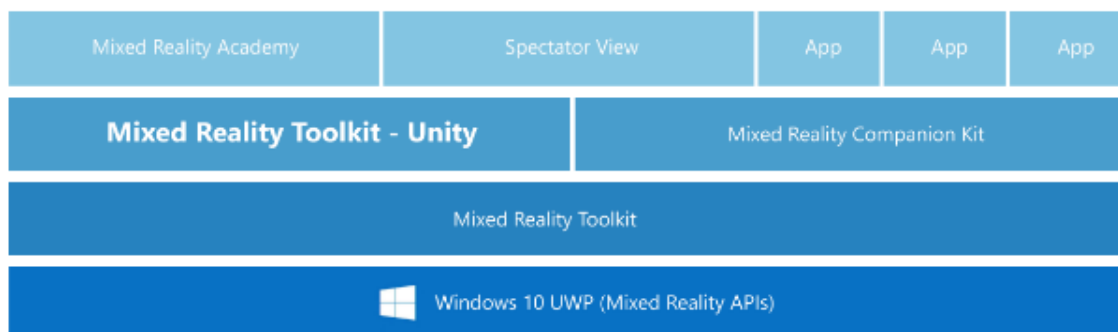 Mixed Reality Academy
Spectator View
App
App
App
Mixed Reality Toolkit - Unity
Mixed Reality Companion Kit
Mixed Reality Toolkit
Windows 10 UWP (Mixed Reality APIs)